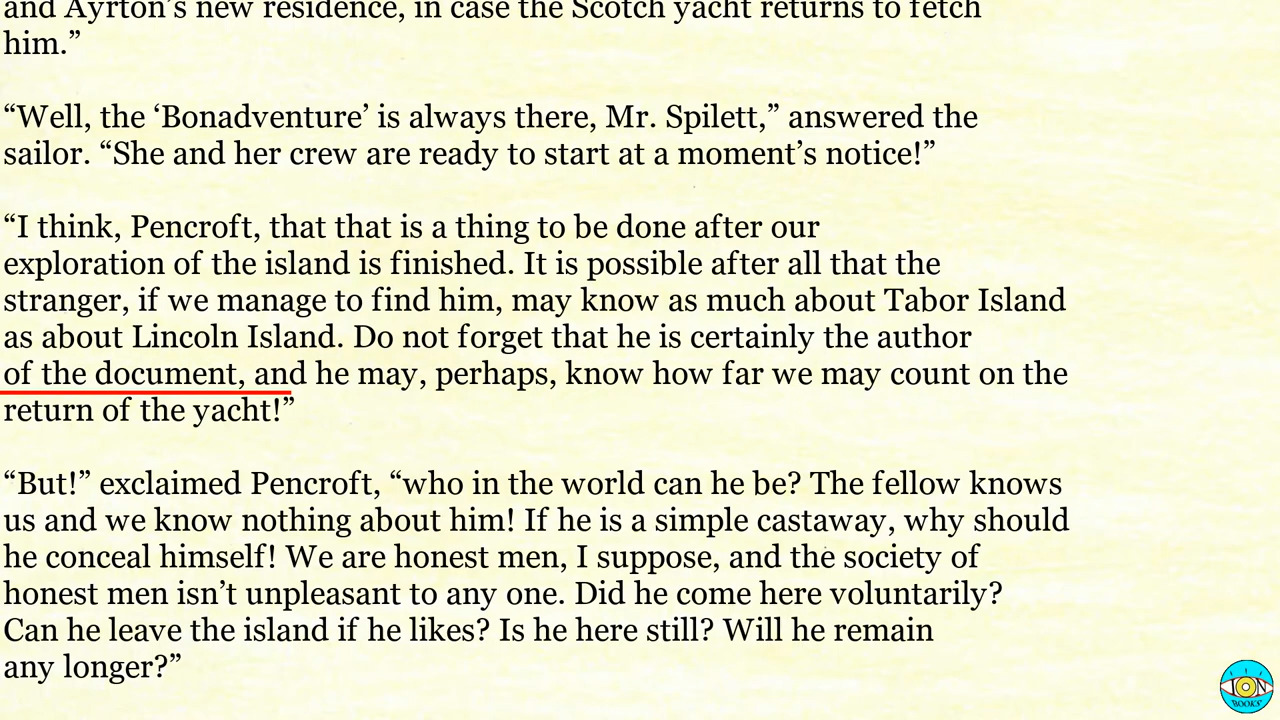 and Ayrton’s new residence, in case the Scotch yacht returns to fetch
him.”
“Well, the ‘Bonadventure’ is always there, Mr. Spilett,” answered the
sailor. “She and her crew are ready to start at a moment’s notice!”
“I think, Pencroft, that that is a thing to be done after our
exploration of the island is finished. It is possible after all that the
stranger, if we manage to find him, may know as much about Tabor Island
as about Lincoln Island. Do not forget that he is certainly the author
of the document, and he may, perhaps, know how far we may count on the
return of the yacht!”
“But!” exclaimed Pencroft, “who in the world can he be? The fellow knows
us and we know nothing about him! If he is a simple castaway, why should
he conceal himself! We are honest men, I suppose, and the society of
honest men isn’t unpleasant to any one. Did he come here voluntarily?
Can he leave the island if he likes? Is he here still? Will he remain
any longer?”
ION
BOOKS